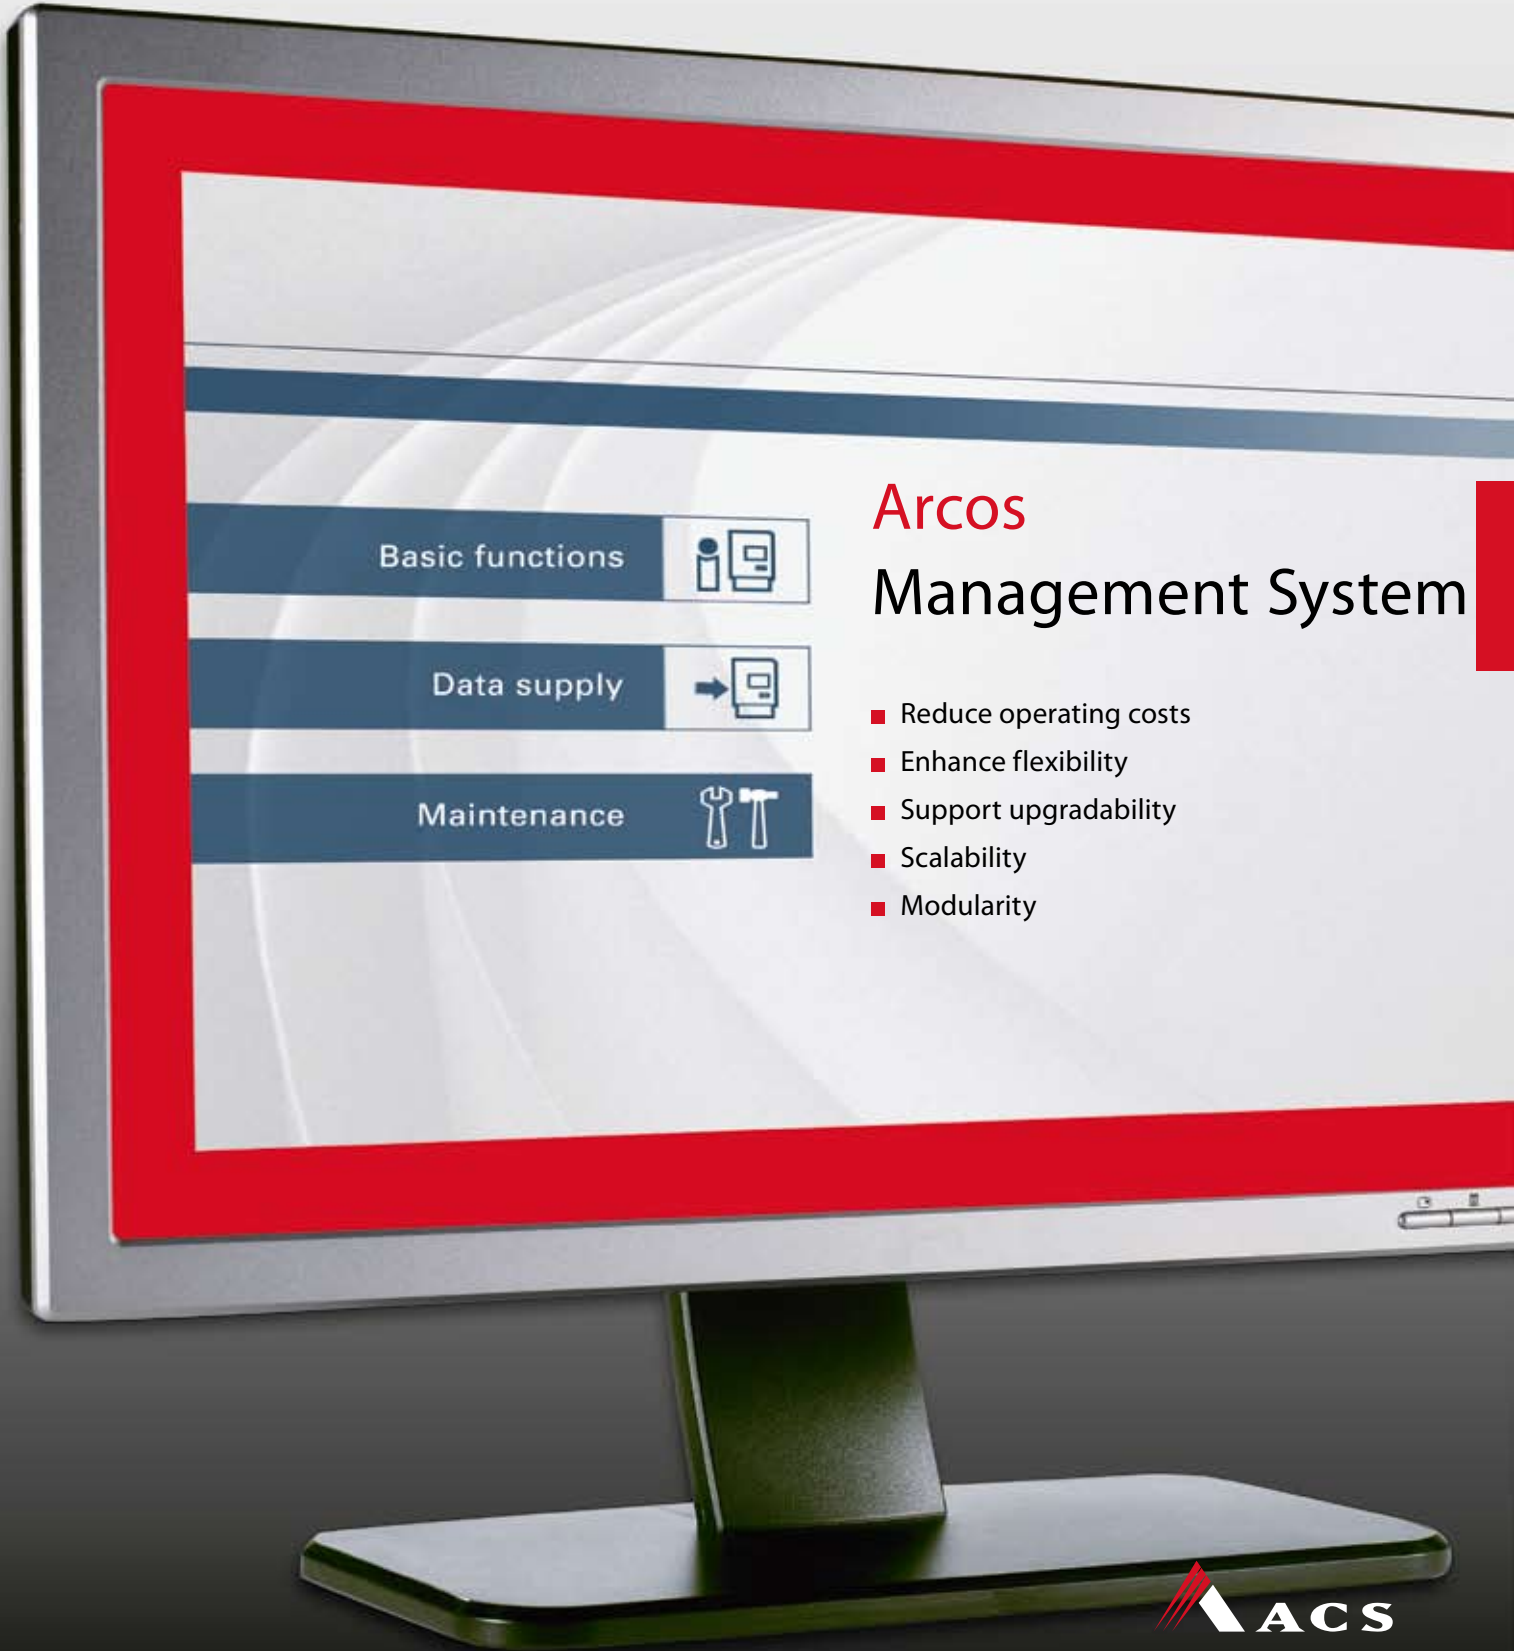 Basic functions
Data supply
Maintenance
Arcos
Management System
Reduce operating costs
Enhance flexibility
Support upgradability
Scalability
Modularity
ACS